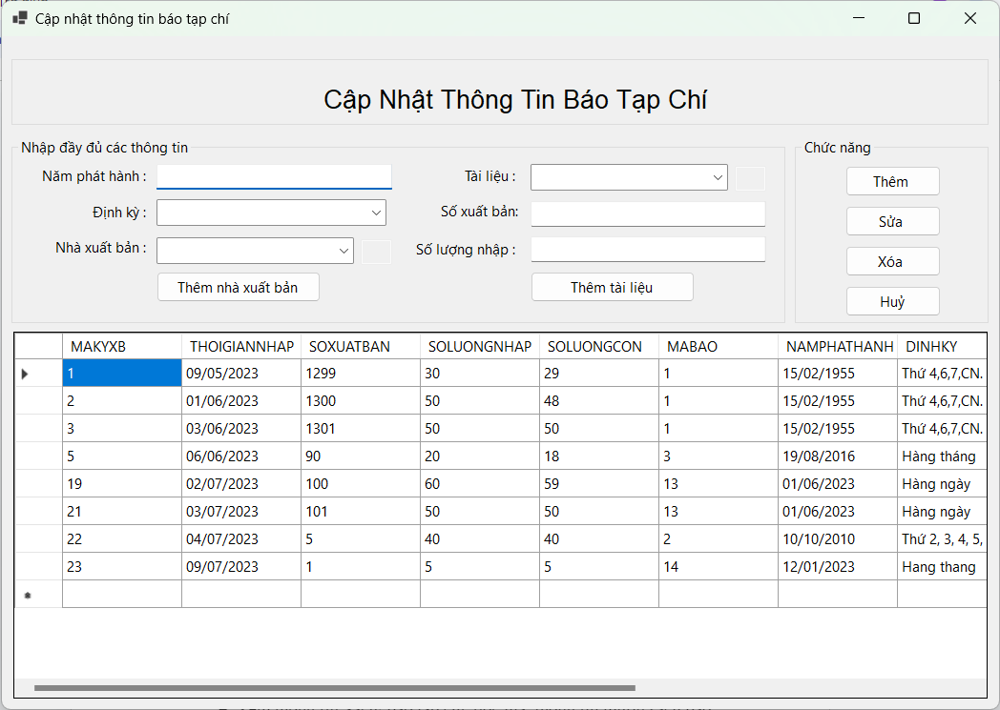 Cập nhật thông tin báo tạp chí
Cập Nhật Thông Tin Báo Tạp Chí
Nhập đầy đủ các thông tin
Năm phát hành :
Tài liệu :
Định kỳ :
Số xuất bản:
Nhà xuất bản :
Số lượng nhập :
Thêm nhà xuất bản
Thêm tài liệu
Chức năng
Thêm
Sửa
Xóa
Huỷ
MAKYXB THOIGIANNHAP SOXUATBAN SOLUONGNHAP SOLUONGCON MABAO NAMPHATHANH DINHKY
1 09/05/2023 1299 30 29 1 15/02/1955 Thứ 4,6,7,CN.
2 01/06/2023 1300 50 48 1 15/02/1955 Thứ 4,6,7,CN.
3 03/06/2023 1301 50 50 1 15/02/1955 Thứ 4,6,7,CN.
5 06/06/2023 90 20 18 3 19/08/2016 Hàng tháng
19 02/07/2023 100 60 59 13 01/06/2023 Hàng ngày
21 03/07/2023 101 50 50 13 01/06/2023 Hàng ngày
22 04/07/2023 5 40 40 2 10/10/2010 Thứ 2, 3, 4, 5,
23 09/07/2023 1 5 5 14 12/01/2023 Hang thang